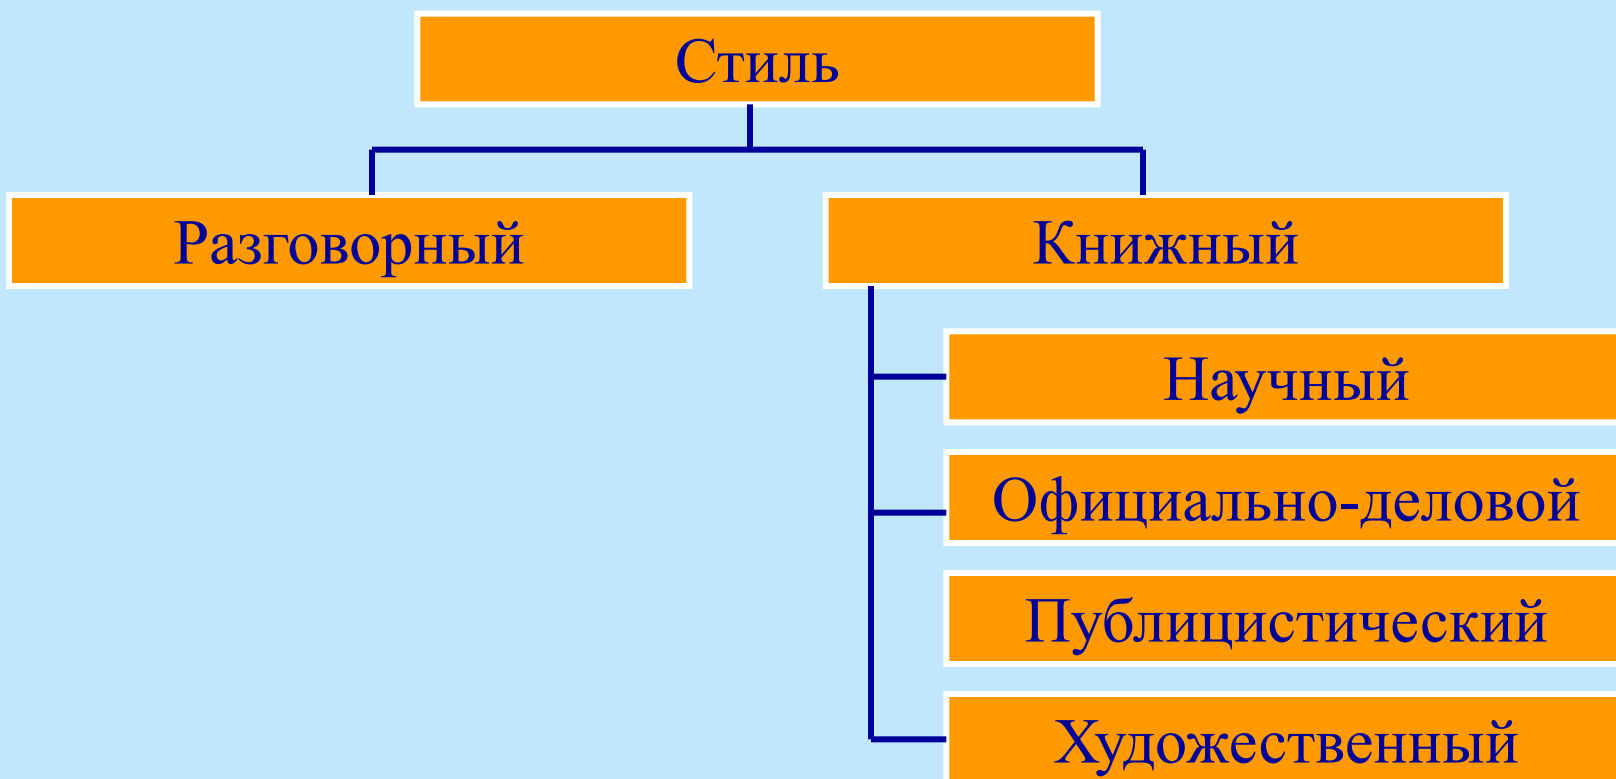 Стиль
Разговорный
Книжный
Научный
Официально-деловой
Публицистический
Художественный